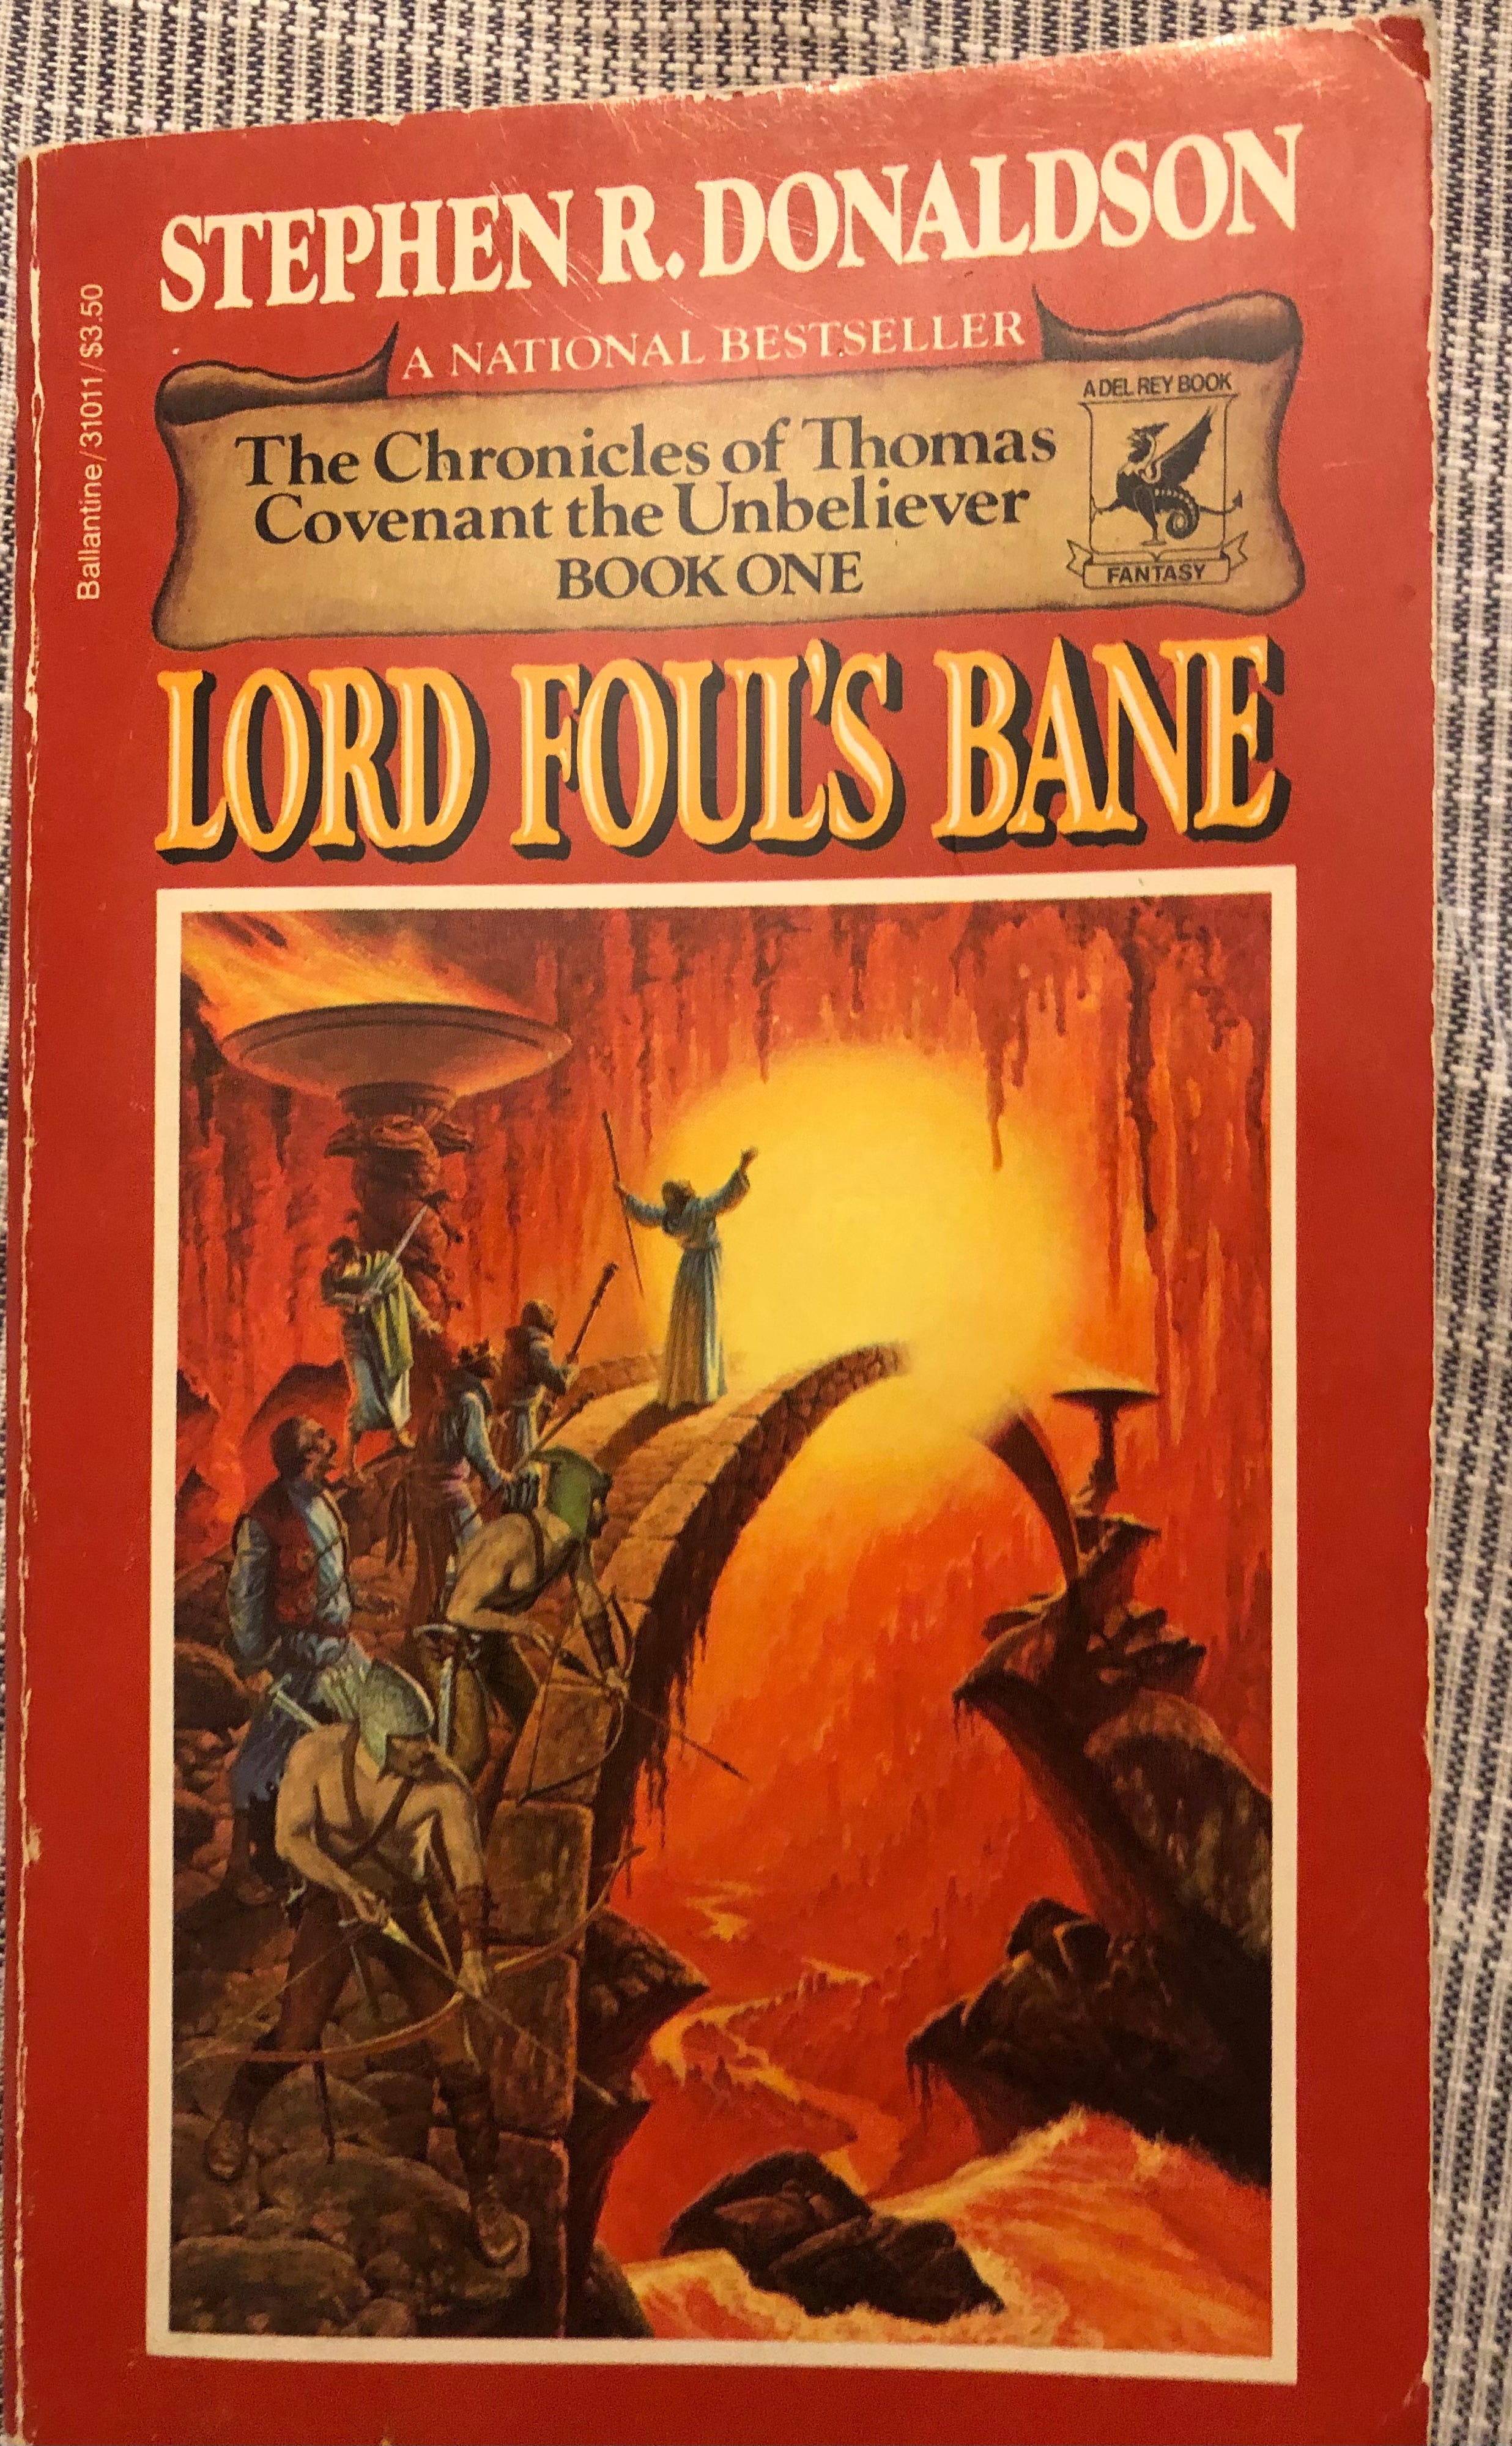 STEPHEN R. DONALDSON
A NATIONAL BESTSELLER
The Chronicles of Thomas
Covenant the Unbeliever
BOOK ONE
A DEL REY BOOK
FANTASY
LORD FOUL'S BANE
Ballantine/31011/$3.50